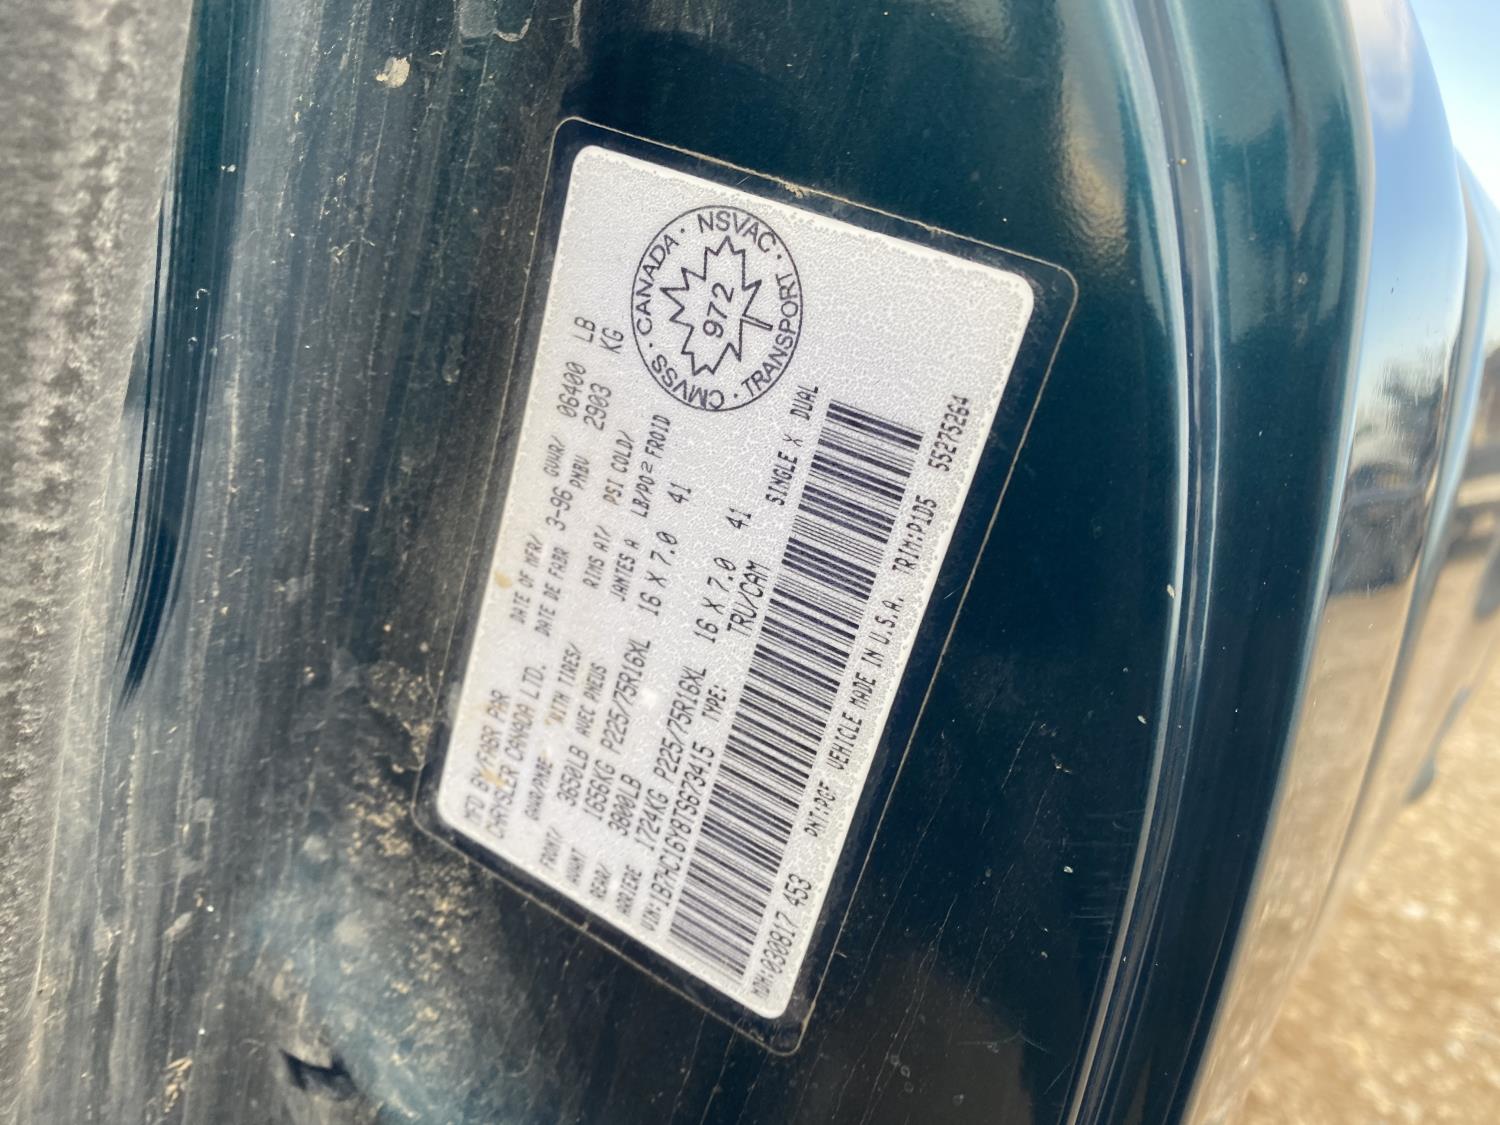 MFD BY/FABR PAR
CHRYSLER CANADA LTD.
DATE OF MFR/
DATE DE FABR
3-96
GVWR/
PNBV
06400 LB
2903 KG
GAWR/PNBE
WITH TIRES/
AVEC PNEUS
RIMS AT/
JANTES A
PSI COLD/
LB/PO2 FROID
FRONT/ 3650LB
AVANT 1656KG P225/75R16XL 16 X 7.0 41
REAR/ 3800LB
ARRIERE 1724KG P225/75R16XL 16 X 7.0 41
VIN:1B7HC16Y8TS673415 TYPE: TRU/CAM SINGLE X DUAL
MDH:030817 453 PNT:PGF VEHICLE MADE IN U.S.A. TRIM:P1D5 55275264
CMVSS · CANADA · NSVAC · TRANSPORT ·
972